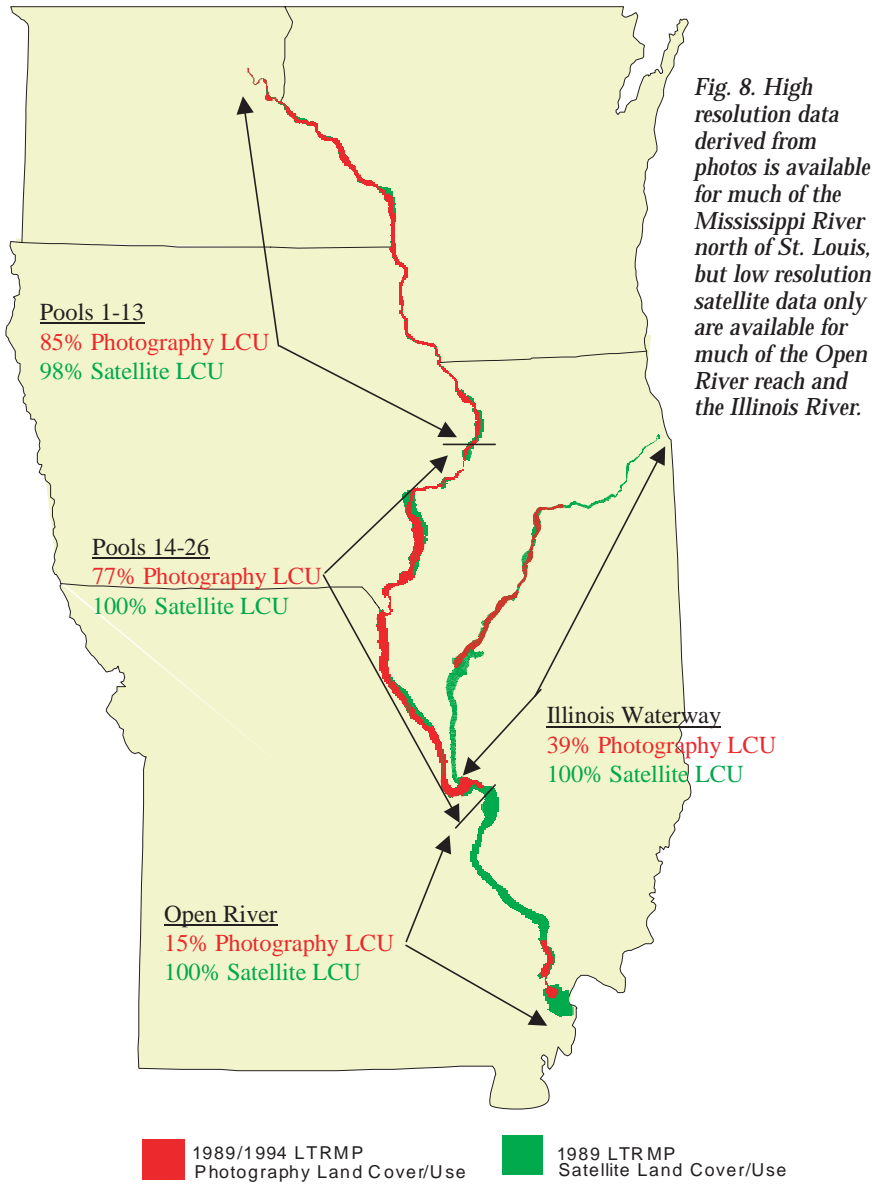 Fig. 8. High
resolution data
derived from
photos is available
for much of the
Mississippi River
north of St. Louis,
but low resolution
satellite data only
are available for
much of the Open
River reach and
the Illinois River.
Pools 1-13
85% Photography LCU
98% Satellite LCU
Pools 14-26
77% Photography LCU
100% Satellite LCU
Illinois Waterway
39% Photography LCU
100% Satellite LCU
Open River
15% Photography LCU
100% Satellite LCU
1989/1994 LTRMP
Photography Land Cover/Use
1989 LTRMP
Satellite Land Cover/Use